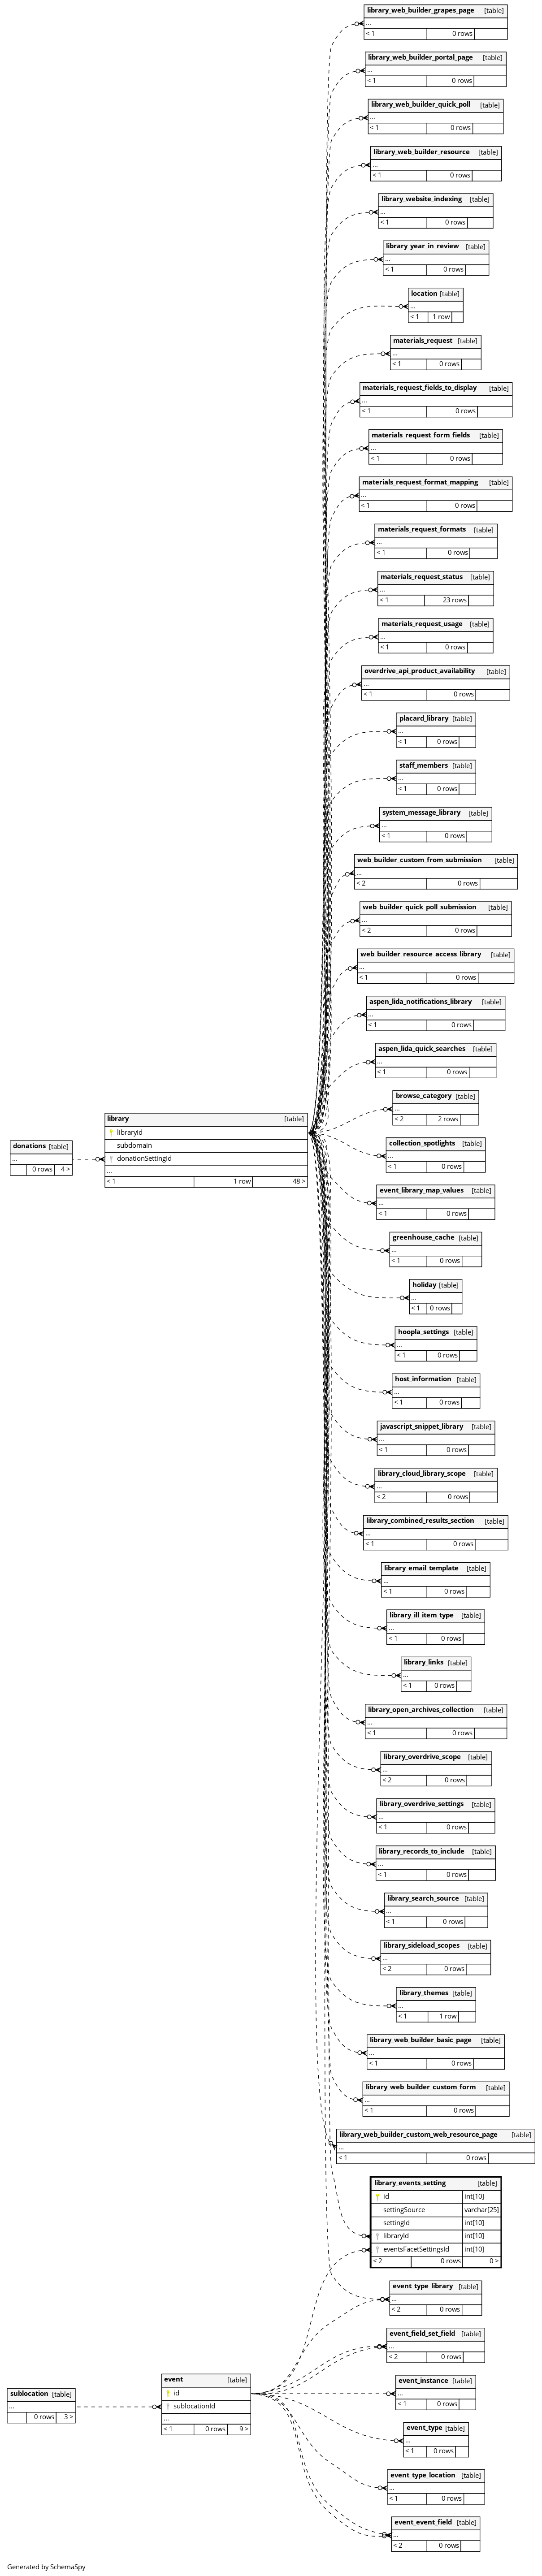 library_web_builder_grapes_page [table]
...
< 1 0 rows
library_web_builder_portal_page [table]
...
< 1 0 rows
library_web_builder_quick_poll [table]
...
< 1 0 rows
library_web_builder_resource [table]
...
< 1 0 rows
library_website_indexing [table]
...
< 1 0 rows
library_year_in_review [table]
...
< 1 0 rows
location [table]
...
< 1 1 row
materials_request [table]
...
< 1 0 rows
materials_request_fields_to_display [table]
...
< 1 0 rows
materials_request_form_fields [table]
...
< 1 0 rows
materials_request_format_mapping [table]
...
< 1 0 rows
materials_request_formats [table]
...
< 1 0 rows
materials_request_status [table]
...
< 1 23 rows
materials_request_usage [table]
...
< 1 0 rows
overdrive_api_product_availability [table]
...
< 1 0 rows
placard_library [table]
...
< 1 0 rows
staff_members [table]
...
< 1 0 rows
system_message_library [table]
...
< 1 0 rows
web_builder_custom_from_submission [table]
...
< 2 0 rows
web_builder_quick_poll_submission [table]
...
< 2 0 rows
web_builder_resource_access_library [table]
...
< 1 0 rows
aspen_lida_notifications_library [table]
...
< 1 0 rows
aspen_lida_quick_searches [table]
...
< 1 0 rows
browse_category [table]
...
< 2 2 rows
library [table]
libraryId
subdomain
donationSettingId
...
< 1 1 row 48 >
donations [table]
...
0 rows 4 >
collection_spotlights [table]
...
< 1 0 rows
event_library_map_values [table]
...
< 1 0 rows
greenhouse_cache [table]
...
< 1 0 rows
holiday [table]
...
< 1 0 rows
hoopla_settings [table]
...
< 1 0 rows
host_information [table]
...
< 1 0 rows
javascript_snippet_library [table]
...
< 1 0 rows
library_cloud_library_scope [table]
...
< 2 0 rows
library_combined_results_section [table]
...
< 1 0 rows
library_email_template [table]
...
< 1 0 rows
library_ill_item_type [table]
...
< 1 0 rows
library_links [table]
...
< 1 0 rows
library_open_archives_collection [table]
...
< 1 0 rows
library_overdrive_scope [table]
...
< 2 0 rows
library_overdrive_settings [table]
...
< 1 0 rows
library_records_to_include [table]
...
< 1 0 rows
library_search_source [table]
...
< 1 0 rows
library_sideload_scopes [table]
...
< 2 0 rows
library_themes [table]
...
< 1 1 row
library_web_builder_basic_page [table]
...
< 1 0 rows
library_web_builder_custom_form [table]
...
< 1 0 rows
library_web_builder_custom_web_resource_page [table]
...
< 1 0 rows
library_events_setting [table]
id int[10]
settingSource varchar[25]
settingId int[10]
libraryId int[10]
eventsFacetSettingsId int[10]
< 2 0 rows 0 >
event_type_library [table]
...
< 2 0 rows
event_field_set_field [table]
...
< 2 0 rows
event [table]
id
sublocationId
...
< 1 0 rows 9 >
sublocation [table]
...
0 rows 3 >
event_instance [table]
...
< 1 0 rows
event_type [table]
...
< 1 0 rows
event_type_location [table]
...
< 1 0 rows
event_event_field [table]
...
< 2 0 rows
Generated by SchemaSpy